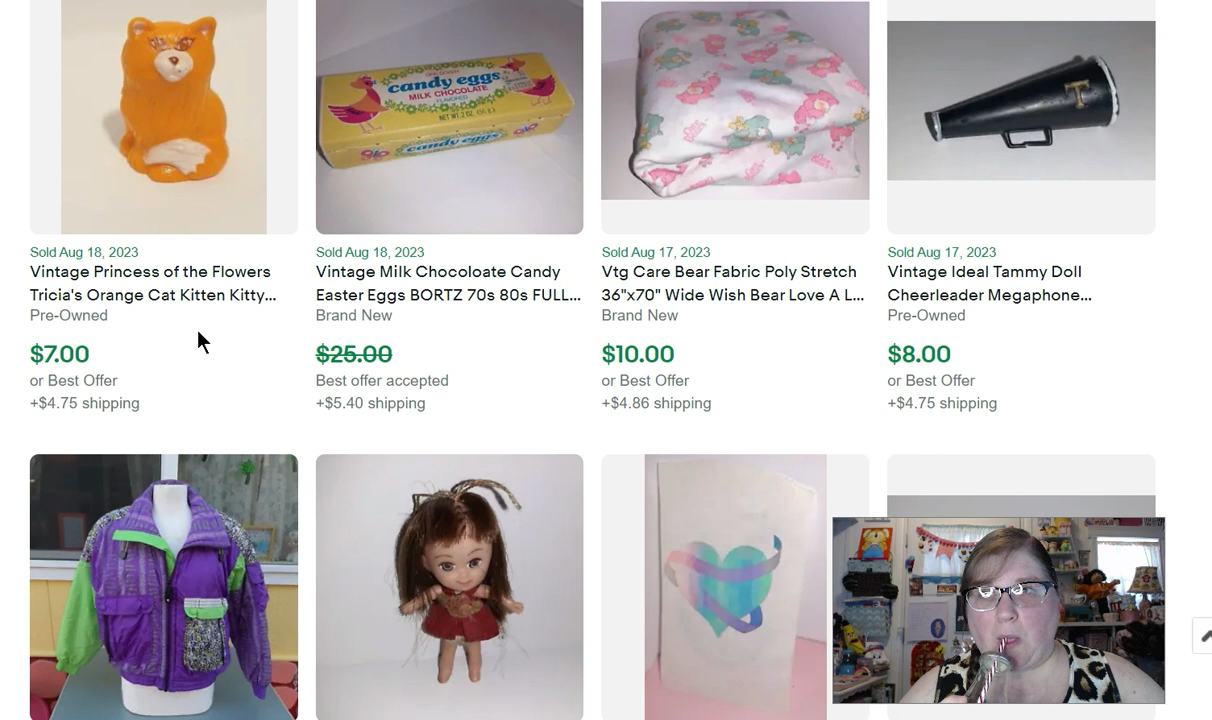 candy eggs
MILK CHOCOLATE
FLAVORED
NET WT. 2 OZ.
candy eggs
T
Sold Aug 18, 2023
Vintage Princess of the Flowers
Tricia's Orange Cat Kitten Kitty...
Pre-Owned
$7.00
or Best Offer
+$4.75 shipping
Sold Aug 18, 2023
Vintage Milk Chocoloate Candy
Easter Eggs BORTZ 70s 80s FULL...
Brand New
$25.00
Best offer accepted
+$5.40 shipping
Sold Aug 17, 2023
Vtg Care Bear Fabric Poly Stretch
36"x70" Wide Wish Bear Love A L...
Brand New
$10.00
or Best Offer
+$4.86 shipping
Sold Aug 17, 2023
Vintage Ideal Tammy Doll
Cheerleader Megaphone...
Pre-Owned
$8.00
or Best Offer
+$4.75 shipping